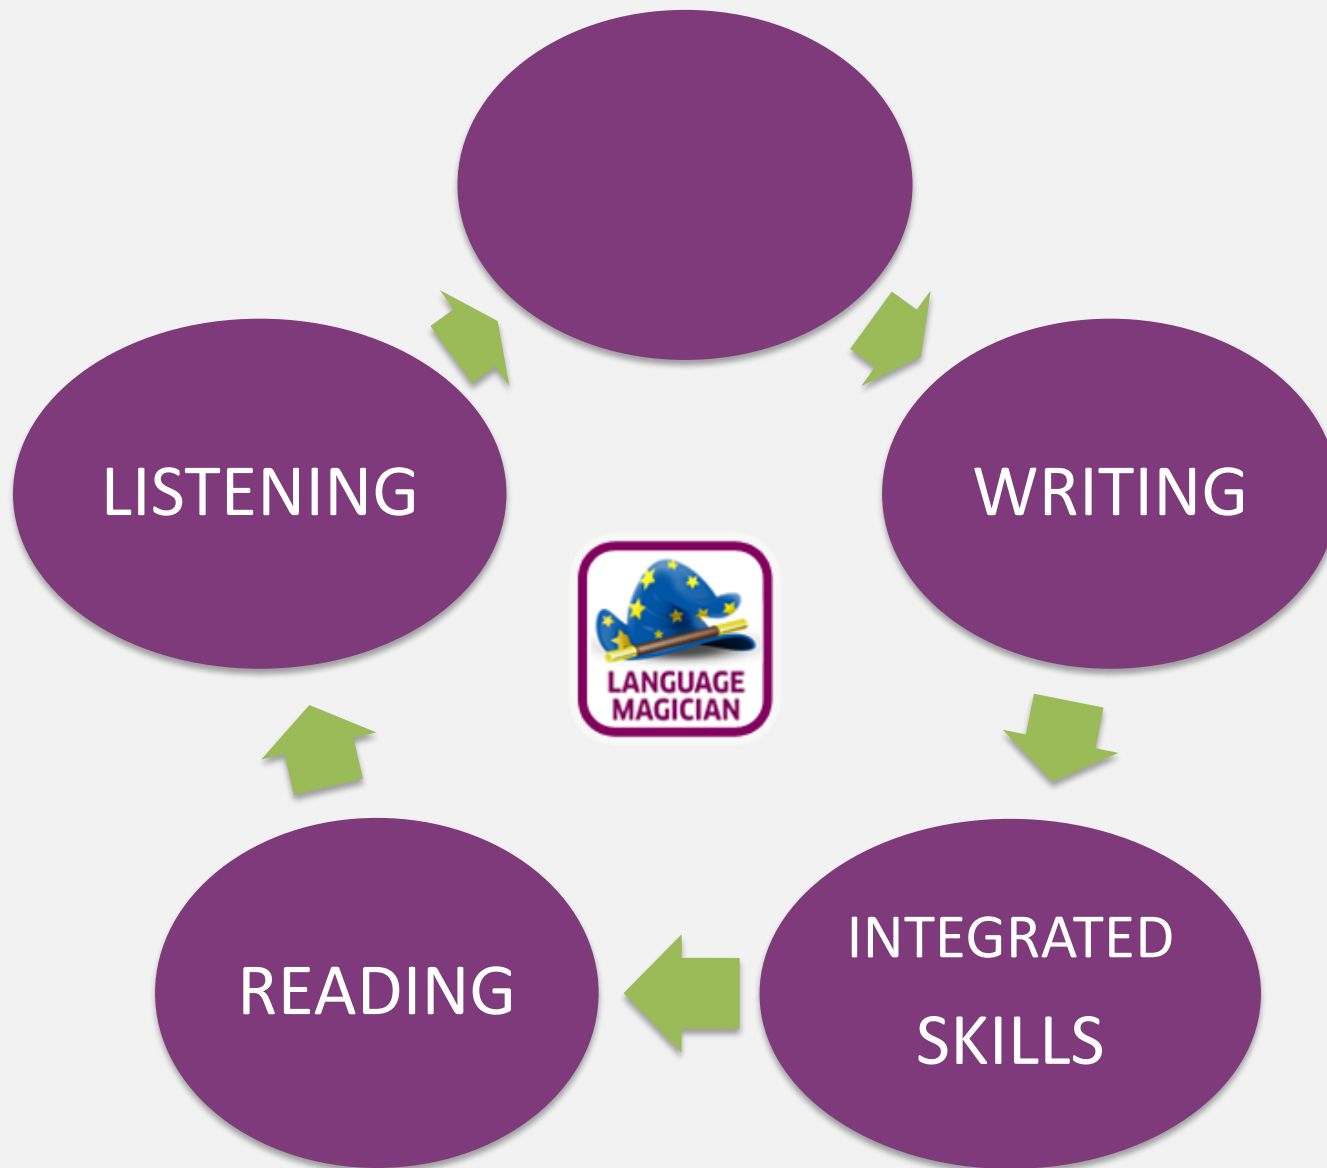 LISTENING
WRITING
LANGUAGE
MAGICIAN
READING
INTEGRATED
SKILLS